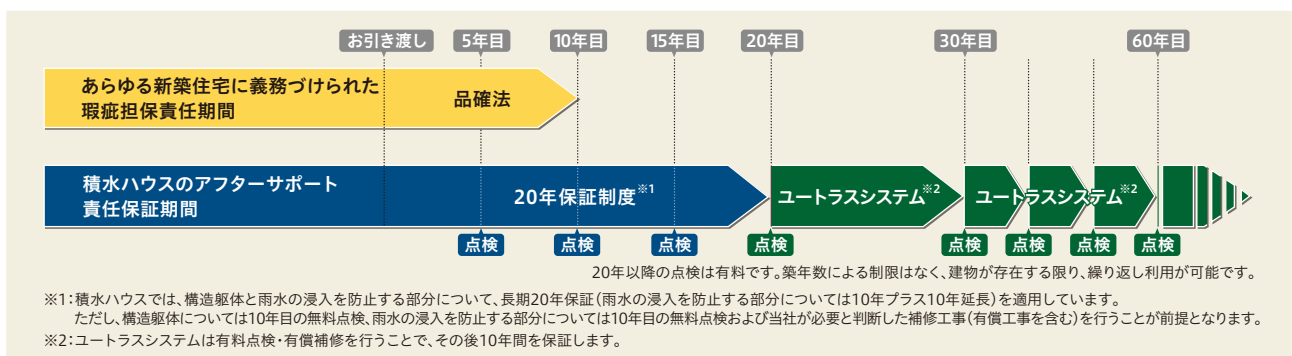 お引き渡し 5年目 10年目 15年目 20年目 30年目 60年目
あらゆる新築住宅に義務づけられた
瑕疵担保責任期間
品確法
積水ハウスのアフターサポート
責任保証期間
20年保証制度※1
ユートラスシステム※2
ユートラスシステム※2
点検 点検 点検 点検 点検 点検 点検 点検
20年以降の点検は有料です。築年数による制限はなく、建物が存在する限り、繰り返し利用が可能です。
※1:積水ハウスでは、構造躯体と雨水の浸入を防止する部分について、長期20年保証(雨水の浸入を防止する部分については10年プラス10年延長)を適用しています。
ただし、構造躯体については10年目の無料点検、雨水の浸入を防止する部分については10年目の無料点検および当社が必要と判断した補修工事(有償工事を含む)を行うことが前提となります。
※2:ユートラスシステムは有料点検・有償補修を行うことで、その後10年間を保証します。